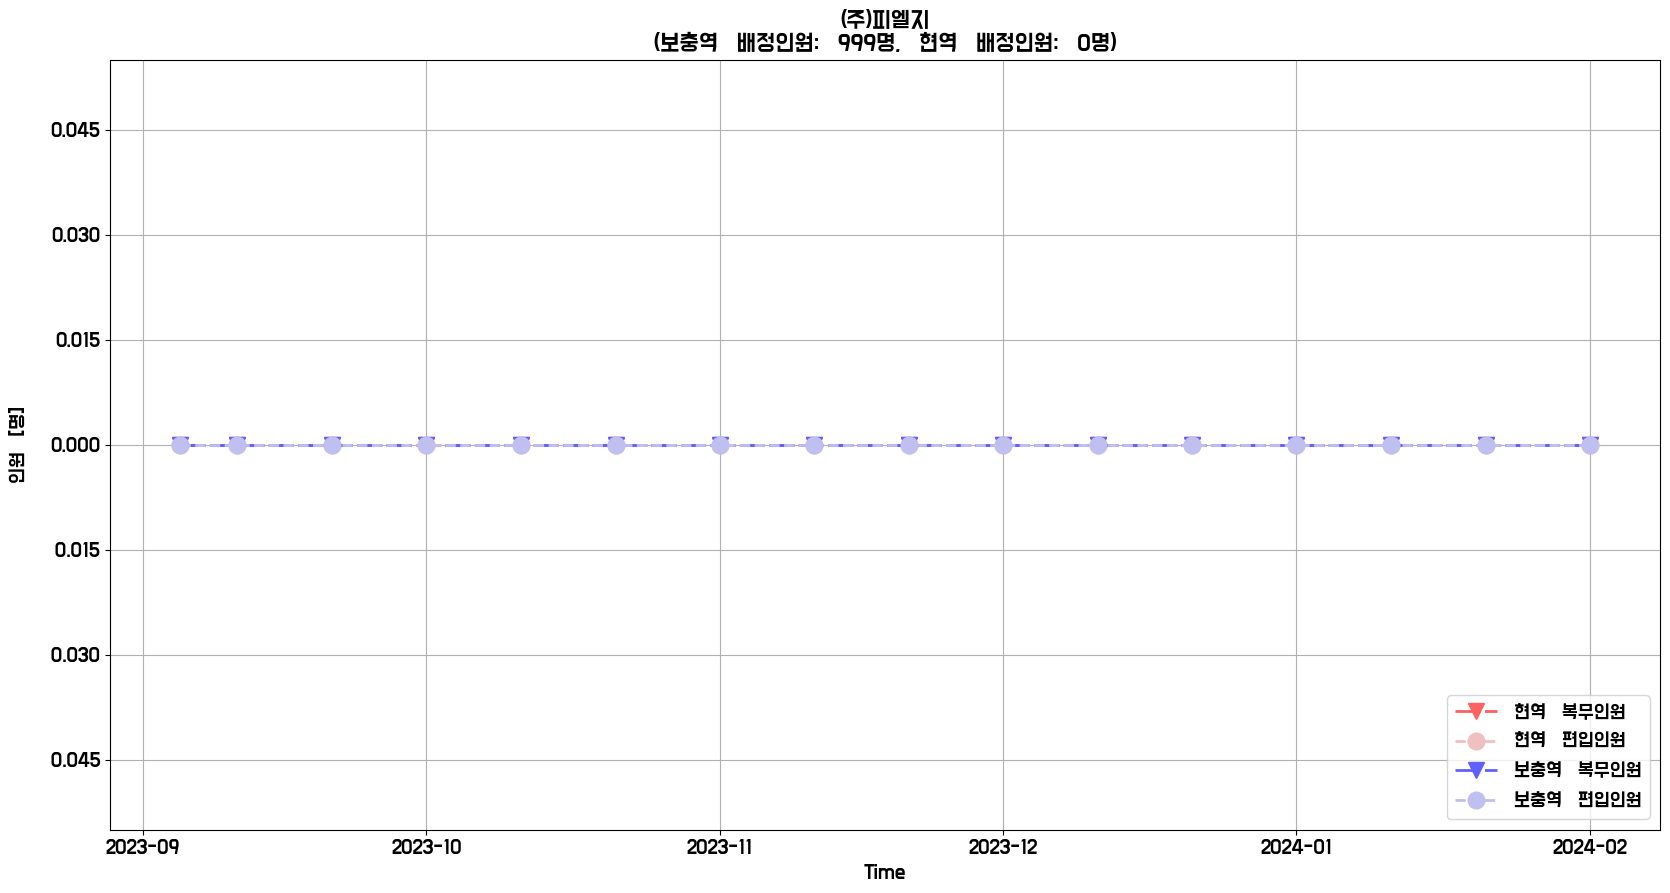 (주)피엘지
(보충역 배정인원: 999명, 현역 배정인원: 0명)
인원 [명]
0.045
0.030
0.015
0.000
0.015
0.030
0.045
현역 복무인원
현역 편입인원
보충역 복무인원
보충역 편입인원
2023-09 2023-10 2023-11 2023-12 2024-01 2024-02
Time